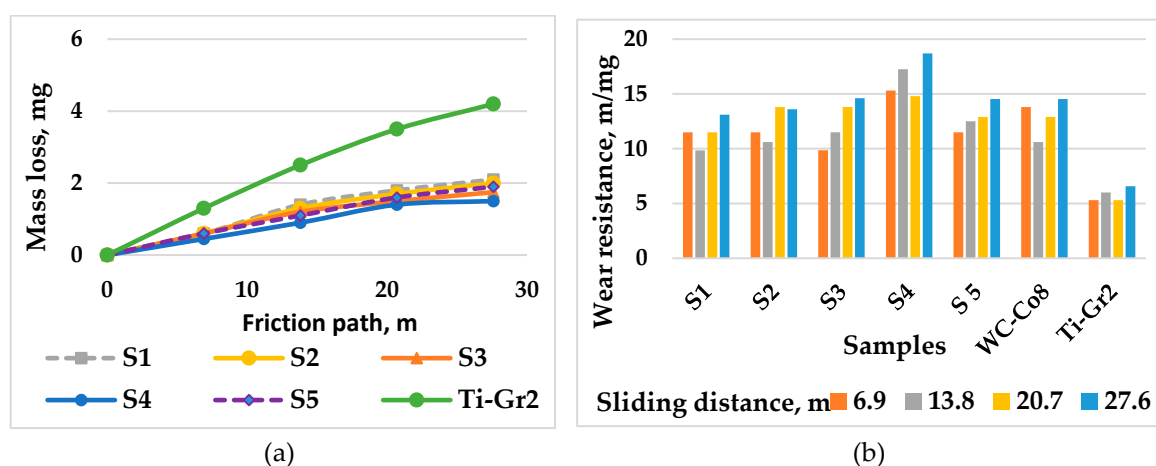 Mass loss, mg
6
4
2
0
0 10 20 30
Friction path, m
S1 S2 S3
S4 S5 Ti-Gr2
(a)
Wear resistance, m/mg
20
15
10
5
0
S1 S2 S3 S4 S 5 WC-Co8 Ti-Gr2
Samples
Sliding distance, m 6.9 13.8 20.7 27.6
(b)